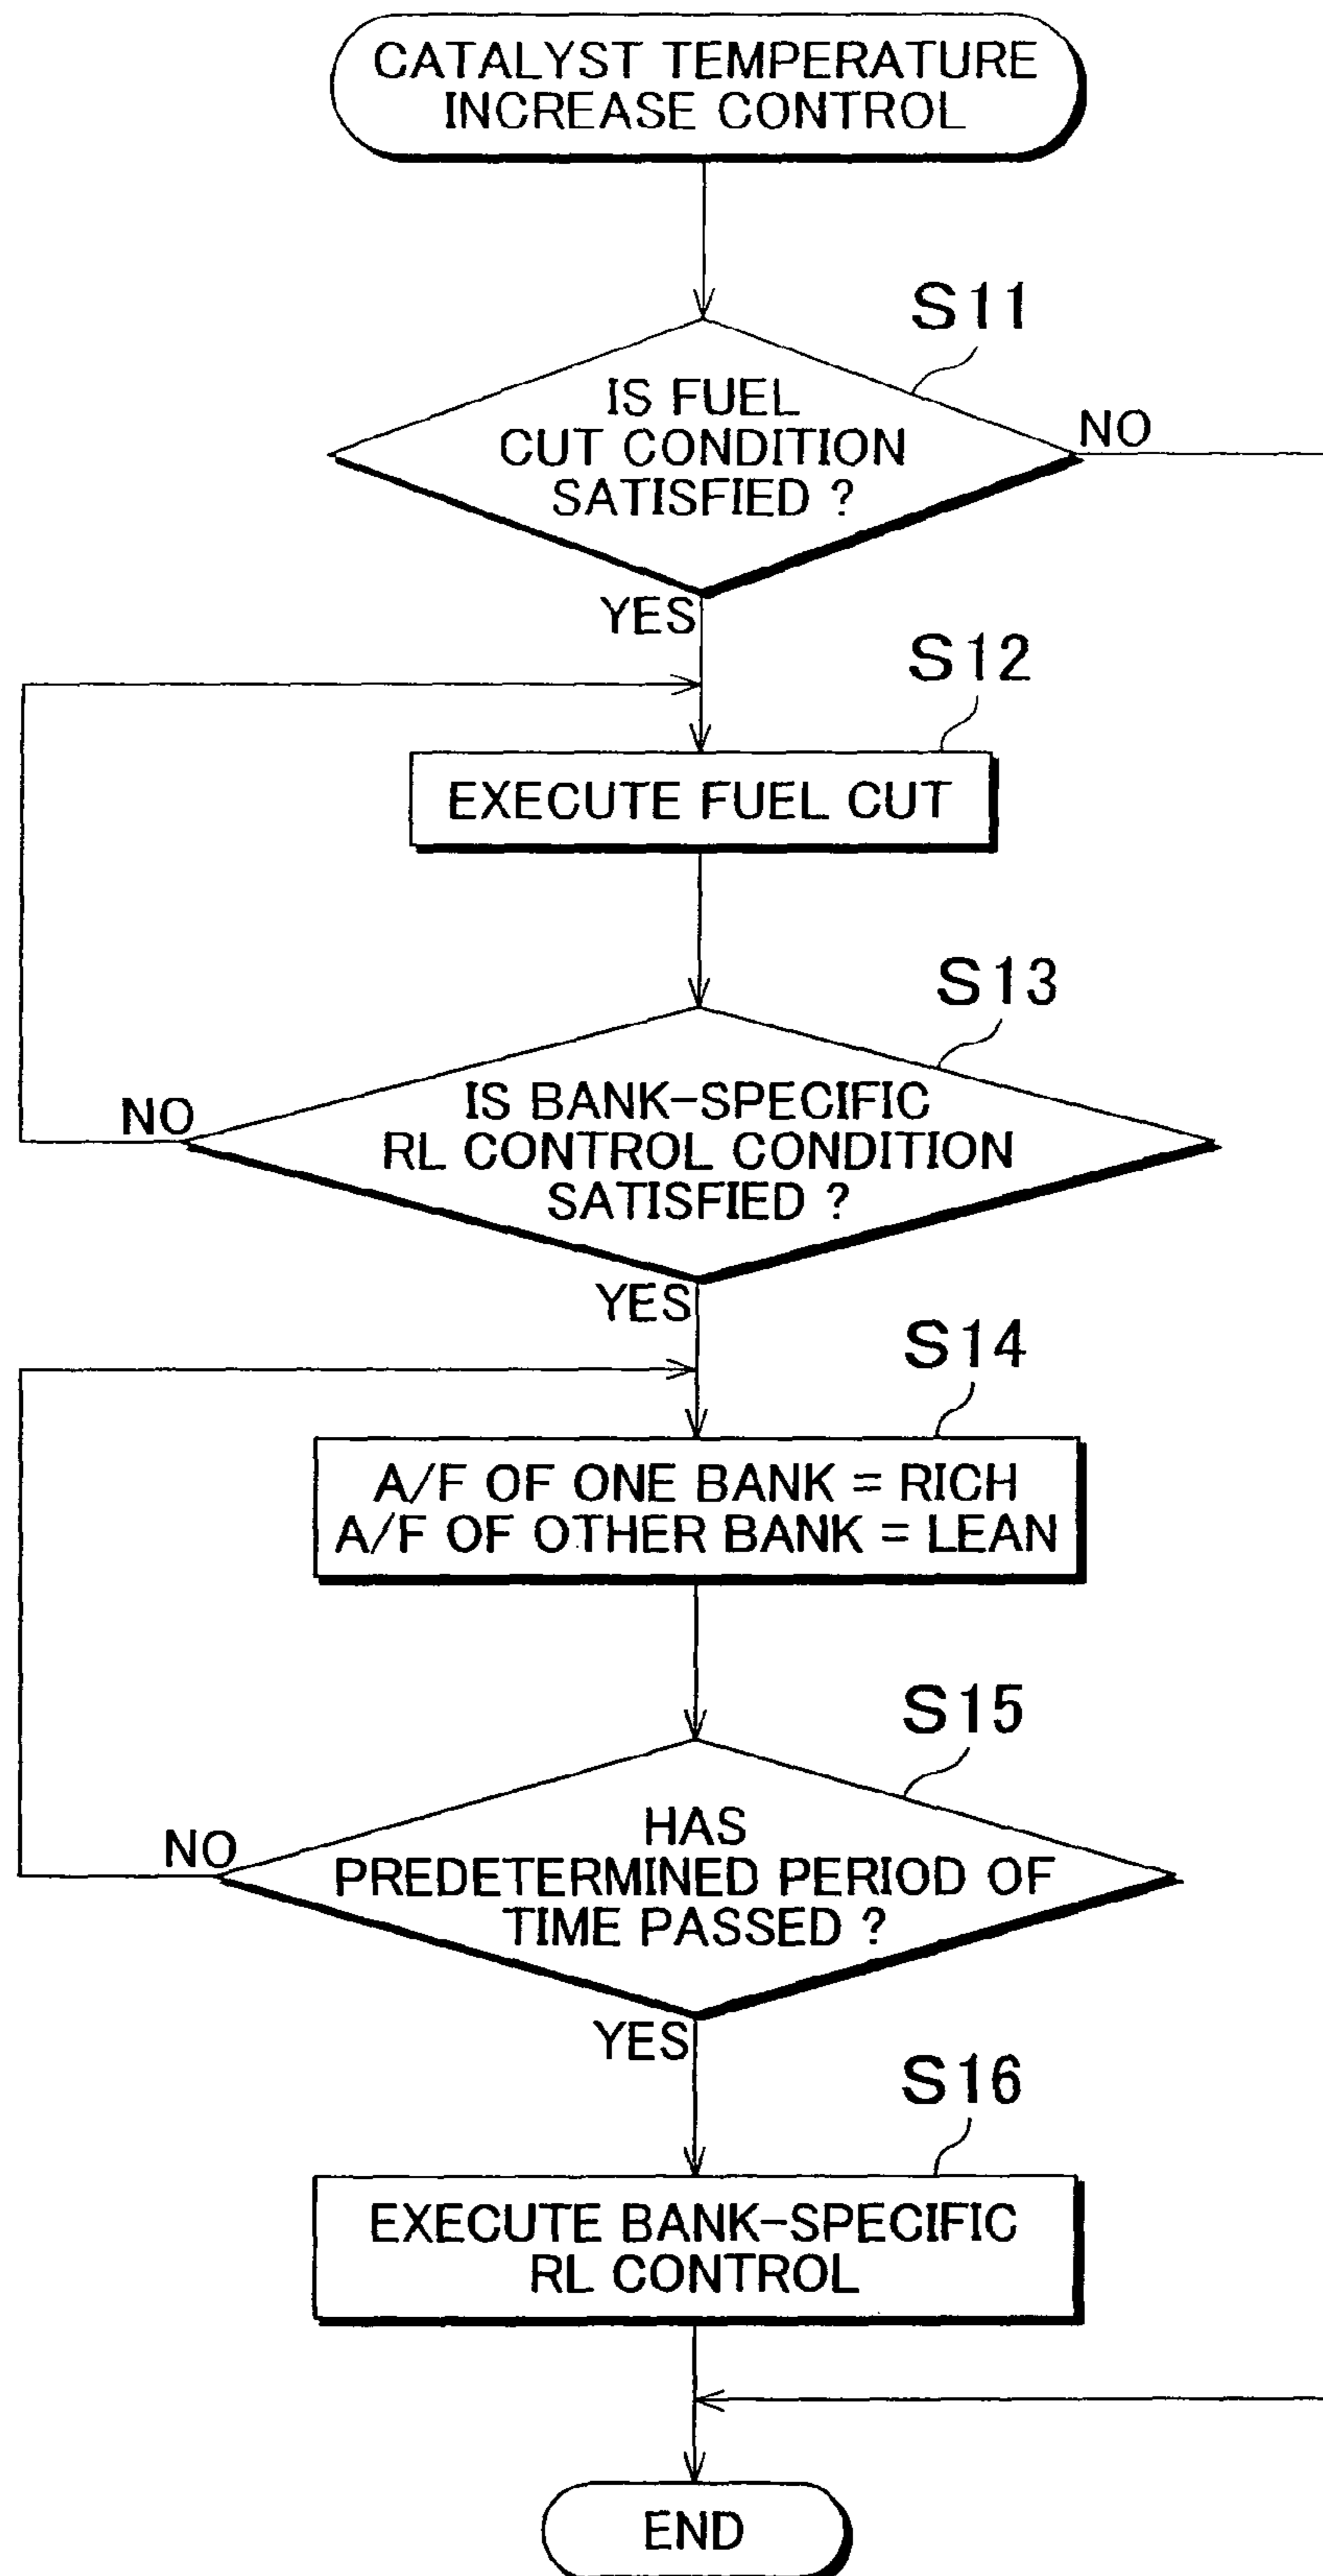 CATALYST TEMPERATURE
INCREASE CONTROL
S11
IS FUEL
CUT CONDITION
SATISFIED ?
NO
YES
S12
EXECUTE FUEL CUT
S13
IS BANK-SPECIFIC
RL CONTROL CONDITION
SATISFIED ?
NO
YES
S14
A/F OF ONE BANK = RICH
A/F OF OTHER BANK = LEAN
S15
HAS
PREDETERMINED PERIOD OF
TIME PASSED ?
NO
YES
S16
EXECUTE BANK-SPECIFIC
RL CONTROL
END